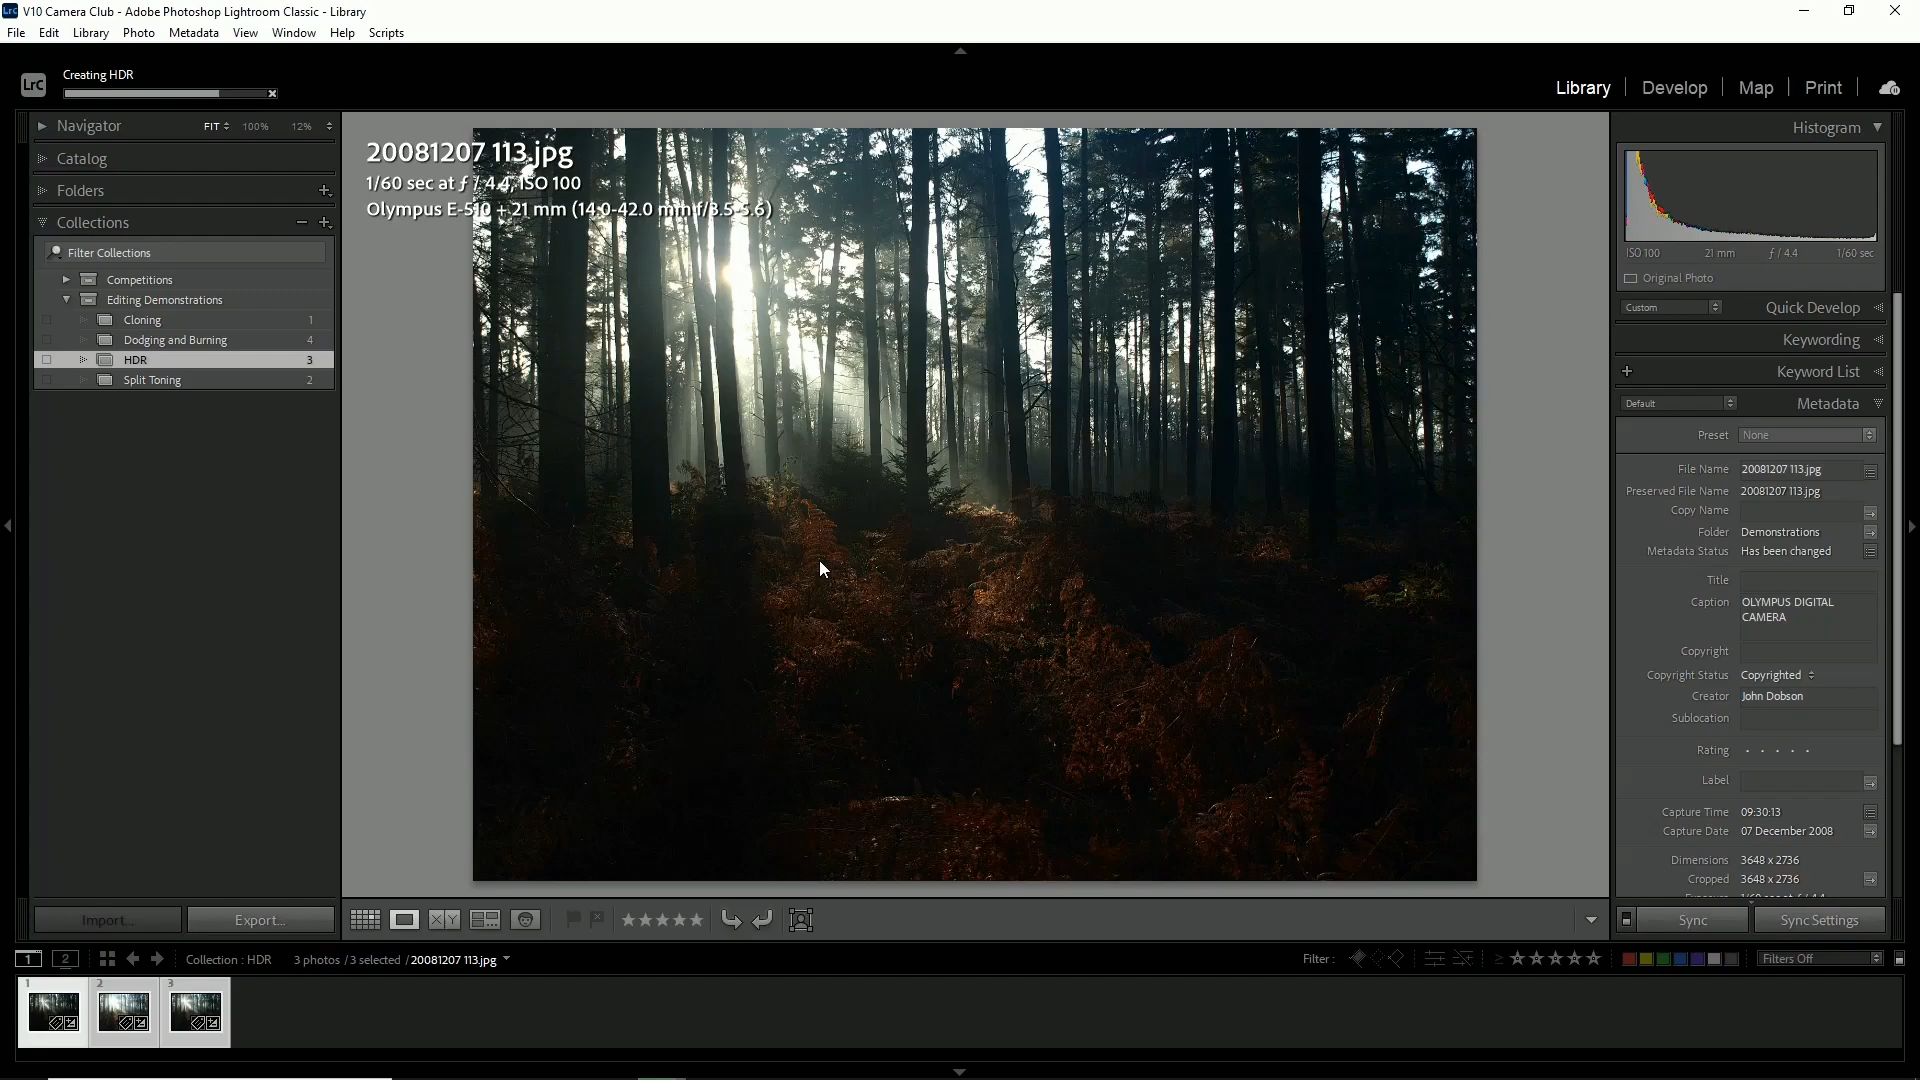 V10 Camera Club - Adobe Photoshop Lightroom Classic - Library
File Edit Library Photo Metadata View Window Help Scripts
LrC
Creating HDR
Library Develop Map Print
Navigator FIT 100% 12%
Catalog
Folders
Collections
Filter Collections
Competitions
Editing Demonstrations
Cloning 1
Dodging and Burning 4
HDR 3
Split Toning 2
Import... Export...
20081207 113.jpg
1/60 sec at ƒ / 4.4, ISO 100
Olympus E-510 + 21 mm (14.0-42.0 mm f/3.5-5.6)
Histogram
ISO 100 21 mm ƒ / 4.4 1/60 sec
Original Photo
Custom Quick Develop
Keywording
Keyword List
Default Metadata
Preset None
File Name 20081207 113.jpg
Preserved File Name 20081207 113.jpg
Copy Name
Folder Demonstrations
Metadata Status Has been changed
Title
Caption OLYMPUS DIGITAL
CAMERA
Copyright
Copyright Status Copyrighted
Creator John Dobson
Sublocation
Rating
Label
Capture Time 09:30:13
Capture Date 07 December 2008
Dimensions 3648 x 2736
Cropped 3648 x 2736
Sync Sync Settings
X Y
1 2 Collection : HDR 3 photos / 3 selected / 20081207 113.jpg Filter : Filters Off
1 2 3